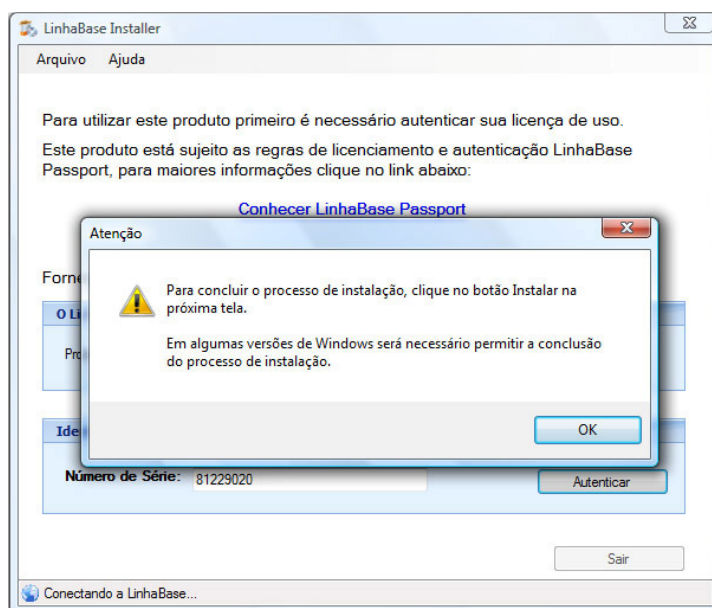 LinhaBase Installer
Arquivo Ajuda
Para utilizar este produto primeiro é necessário autenticar sua licença de uso.
Este produto está sujeito as regras de licenciamento e autenticação LinhaBase
Passport, para maiores informações clique no link abaixo:
Conhecer LinhaBase Passport
Atenção
Para concluir o processo de instalação, clique no botão Instalar na
próxima tela.
Em algumas versões de Windows será necessário permitir a conclusão
do processo de instalação.
OK
Número de Série: 81229020
Autenticar
Sair
Conectando a LinhaBase...